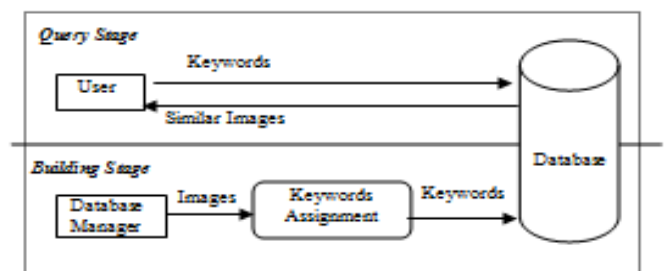 Query Stage
Keywords
User
Similar Images
Database
Building Stage
Images
Keywords
Database
Manager
Keywords
Assignment